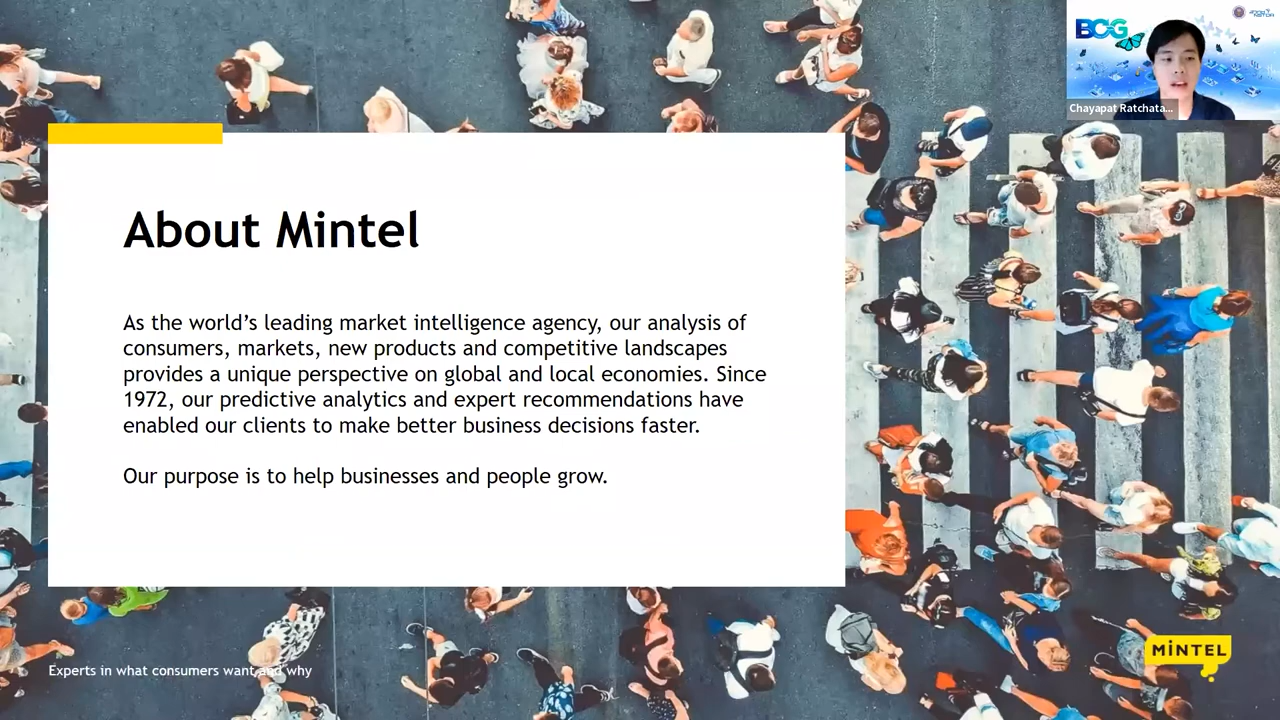 BCG
Chayapat Ratchata...
About Mintel
As the world’s leading market intelligence agency, our analysis of
consumers, markets, new products and competitive landscapes
provides a unique perspective on global and local economies. Since
1972, our predictive analytics and expert recommendations have
enabled our clients to make better business decisions faster.
Our purpose is to help businesses and people grow.
Experts in what consumers want and why
MiNTEL